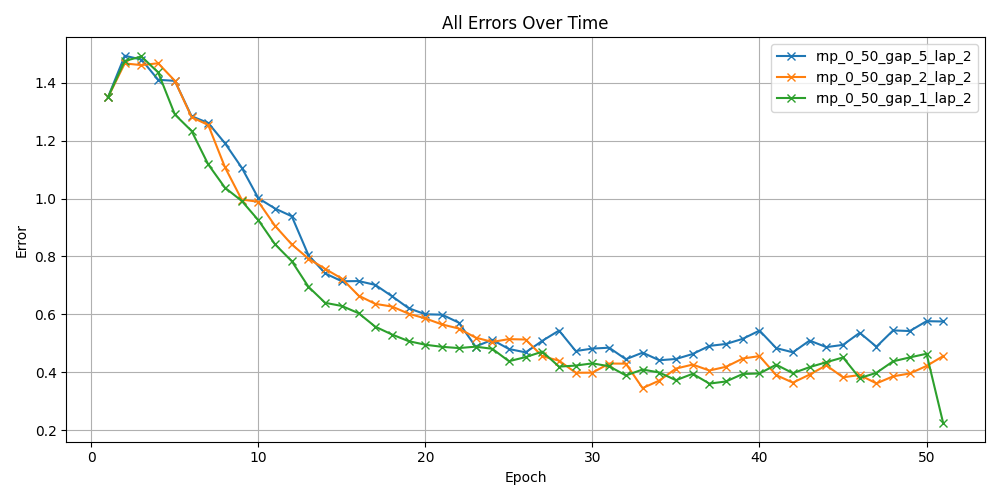 All Errors Over Time
rnp_0_50_gap_5_lap_2
rnp_0_50_gap_2_lap_2
rnp_0_50_gap_1_lap_2
Error
1.4
1.2
1.0
0.8
0.6
0.4
0.2
0 10 20 30 40 50
Epoch